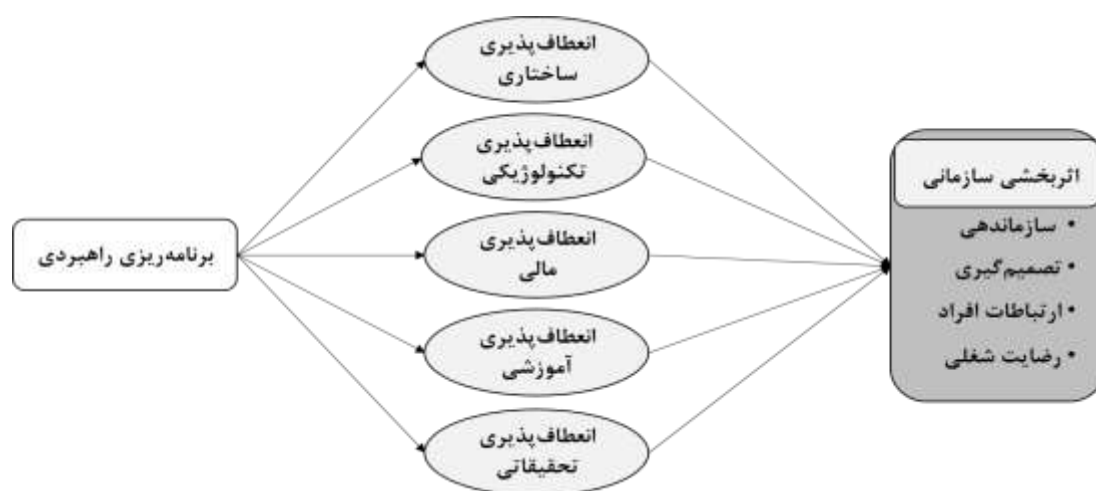 برنامه‌ریزی راهبردی
انعطاف‌پذیری
ساختاری
انعطاف‌پذیری
تکنولوژیکی
انعطاف‌پذیری
مالی
انعطاف‌پذیری
آموزشی
انعطاف‌پذیری
تحقیقاتی
اثربخشی سازمانی
• سازماندهی
• تصمیم‌گیری
• ارتباطات افراد
• رضایت شغلی